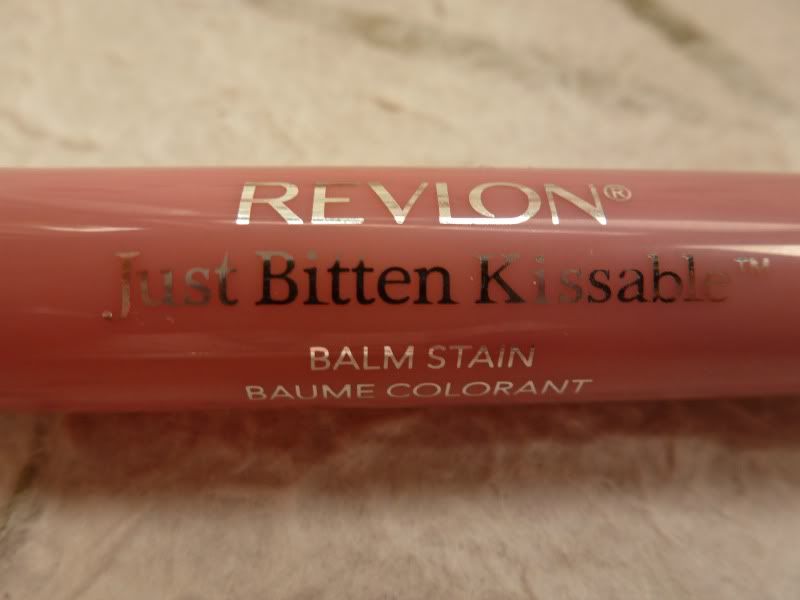 REVLON®
Just Bitten Kissable™
BALM STAIN
BAUME COLORANT